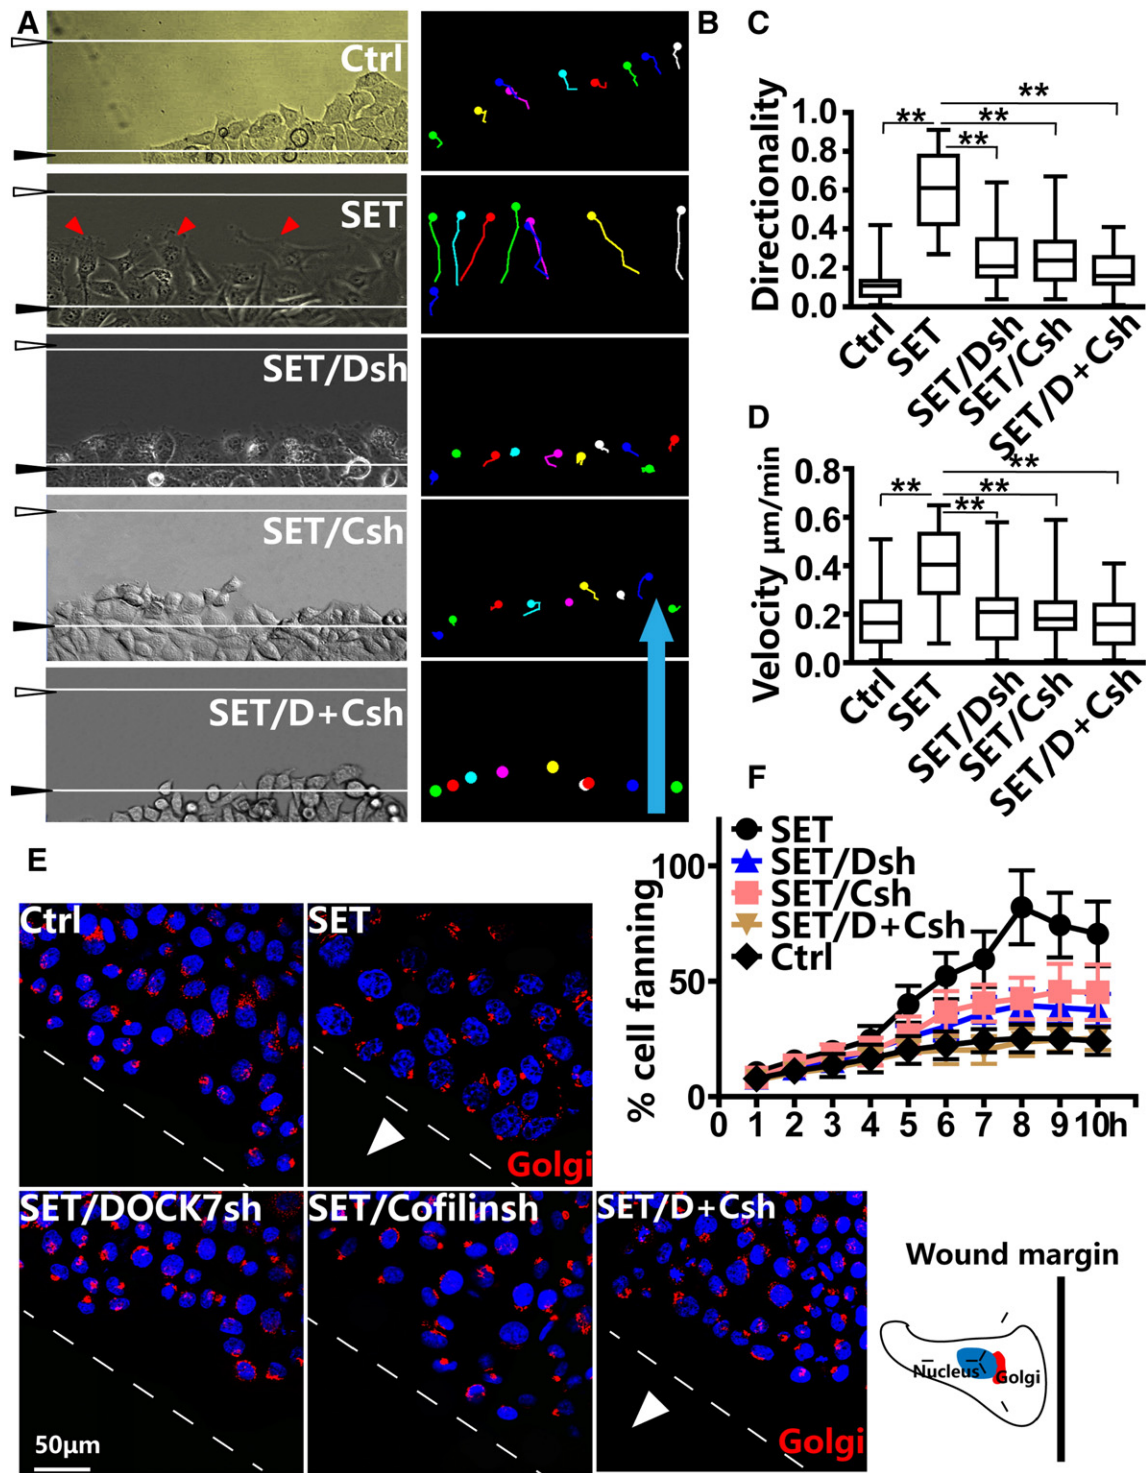 A
Ctrl
SET
SET/Dsh
SET/Csh
SET/D+Csh
B
C
Directionality
1.0
0.8
0.6
0.4
0.2
0.0
**
**
**
**
Ctrl
SET
SET/Dsh
SET/Csh
SET/D+Csh
D
Velocity µm/min
0.8
0.6
0.4
0.2
0.0
**
**
**
**
Ctrl
SET
SET/Dsh
SET/Csh
SET/D+Csh
E
Ctrl
SET
Golgi
SET/DOCK7sh
SET/Cofilinsh
SET/D+Csh
50µm
Golgi
Wound margin
Nucleus
Golgi
F
% cell fanning
100
50
0
SET
SET/Dsh
SET/Csh
SET/D+Csh
Ctrl
0 1 2 3 4 5 6 7 8 9 10h